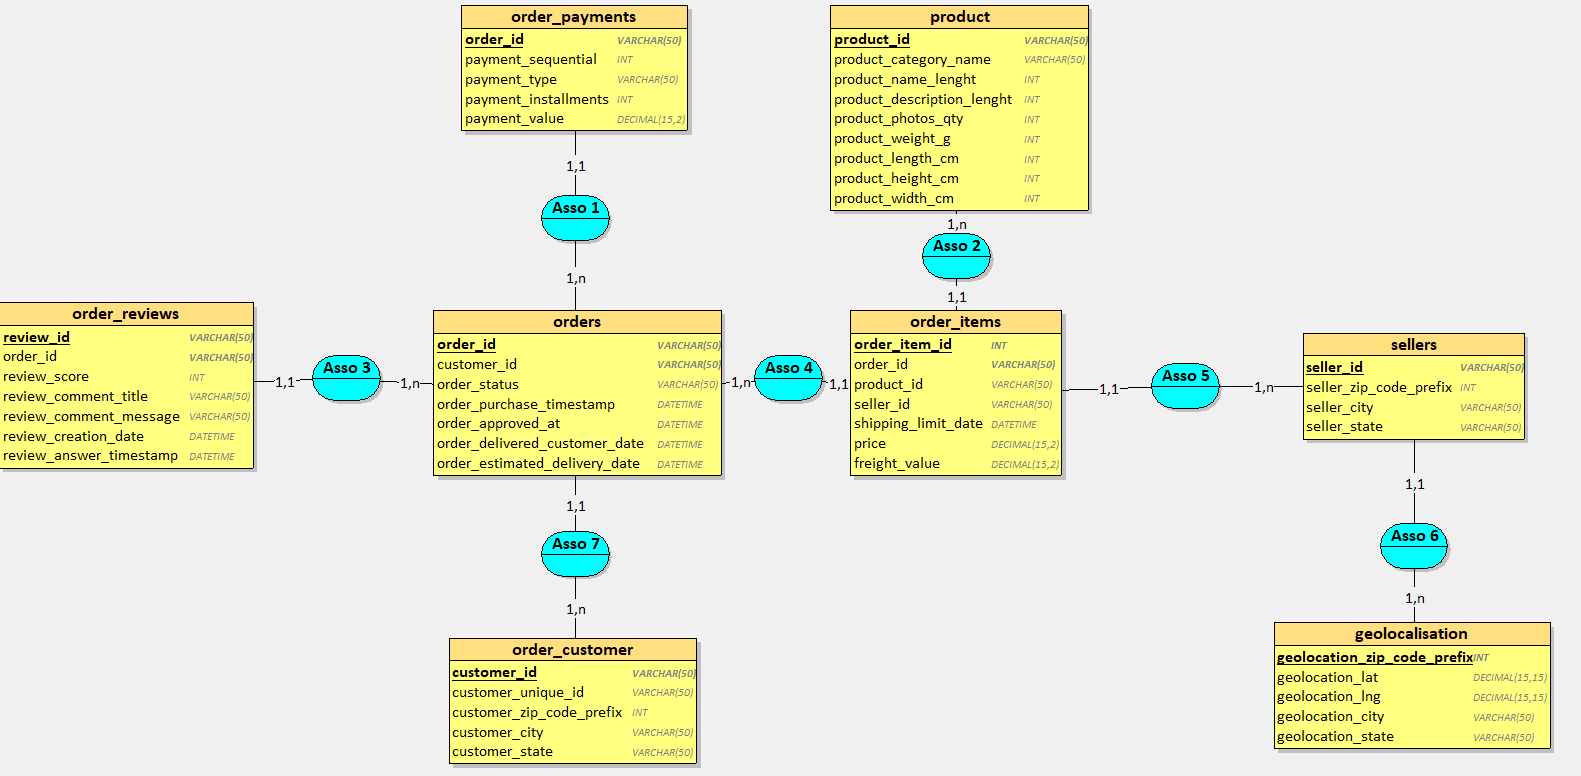 order_payments
order_id VARCHAR(50)
payment_sequential INT
payment_type VARCHAR(50)
payment_installments INT
payment_value DECIMAL(15,2)
product
product_id VARCHAR(50)
product_category_name VARCHAR(50)
product_name_lenght INT
product_description_lenght INT
product_photos_qty INT
product_weight_g INT
product_length_cm INT
product_height_cm INT
product_width_cm INT
1,1
Asso 1
1,n
1,n
Asso 2
1,1
order_reviews
review_id VARCHAR(50)
order_id VARCHAR(50)
review_score INT
review_comment_title VARCHAR(50)
review_comment_message VARCHAR(50)
review_creation_date DATETIME
review_answer_timestamp DATETIME
1,1
Asso 3
1,n
orders
order_id VARCHAR(50)
customer_id VARCHAR(50)
order_status VARCHAR(50)
order_purchase_timestamp DATETIME
order_approved_at DATETIME
order_delivered_customer_date DATETIME
order_estimated_delivery_date DATETIME
1,n
Asso 4
1,1
order_items
order_item_id INT
order_id VARCHAR(50)
product_id VARCHAR(50)
seller_id VARCHAR(50)
shipping_limit_date DATETIME
price DECIMAL(15,2)
freight_value DECIMAL(15,2)
1,1
Asso 5
1,n
sellers
seller_id VARCHAR(50)
seller_zip_code_prefix INT
seller_city VARCHAR(50)
seller_state VARCHAR(50)
1,1
Asso 7
1,n
1,1
Asso 6
1,n
order_customer
customer_id VARCHAR(50)
customer_unique_id VARCHAR(50)
customer_zip_code_prefix INT
customer_city VARCHAR(50)
customer_state VARCHAR(50)
geolocalisation
geolocation_zip_code_prefix INT
geolocation_lat DECIMAL(15,15)
geolocation_lng DECIMAL(15,15)
geolocation_city VARCHAR(50)
geolocation_state VARCHAR(50)